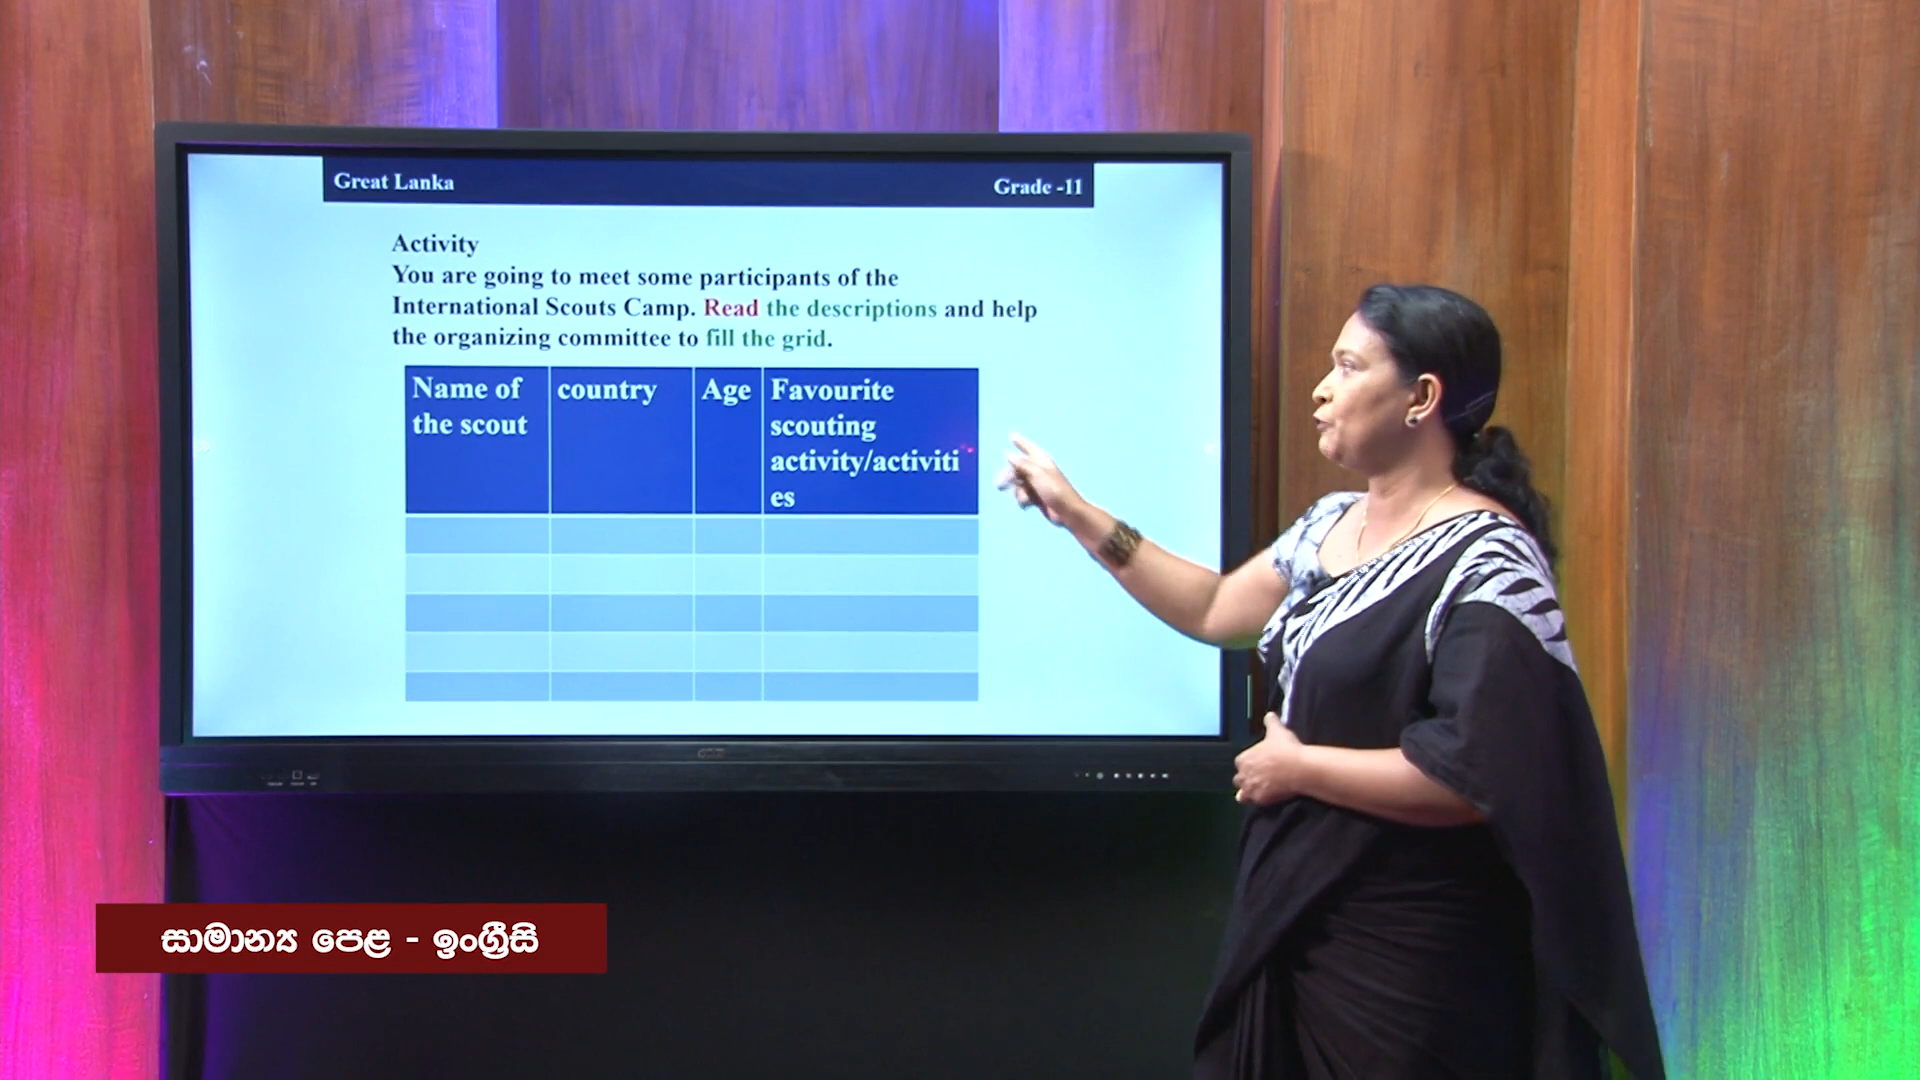 Great Lanka
Grade -11
Activity
You are going to meet some participants of the
International Scouts Camp. Read the descriptions and help
the organizing committee to fill the grid.
Name of
the scout
country
Age
Favourite
scouting
activity/activiti
es
සාමාන්‍ය පෙළ - ඉංග්‍රීසි